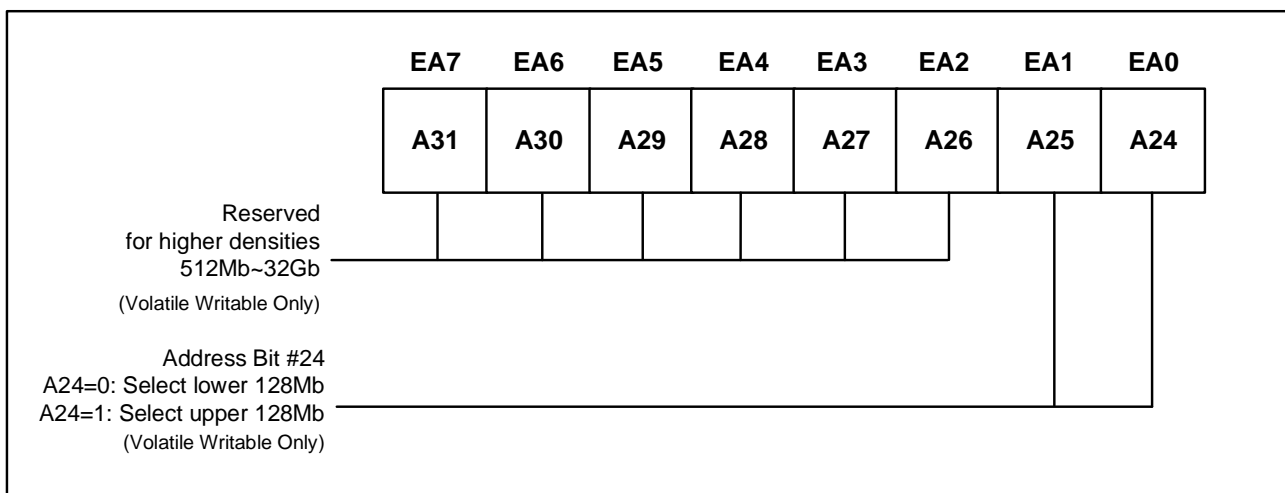 EA7 EA6 EA5 EA4 EA3 EA2 EA1 EA0
A31 A30 A29 A28 A27 A26 A25 A24
Reserved
for higher densities
512Mb~32Gb
(Volatile Writable Only)
Address Bit #24
A24=0: Select lower 128Mb
A24=1: Select upper 128Mb
(Volatile Writable Only)